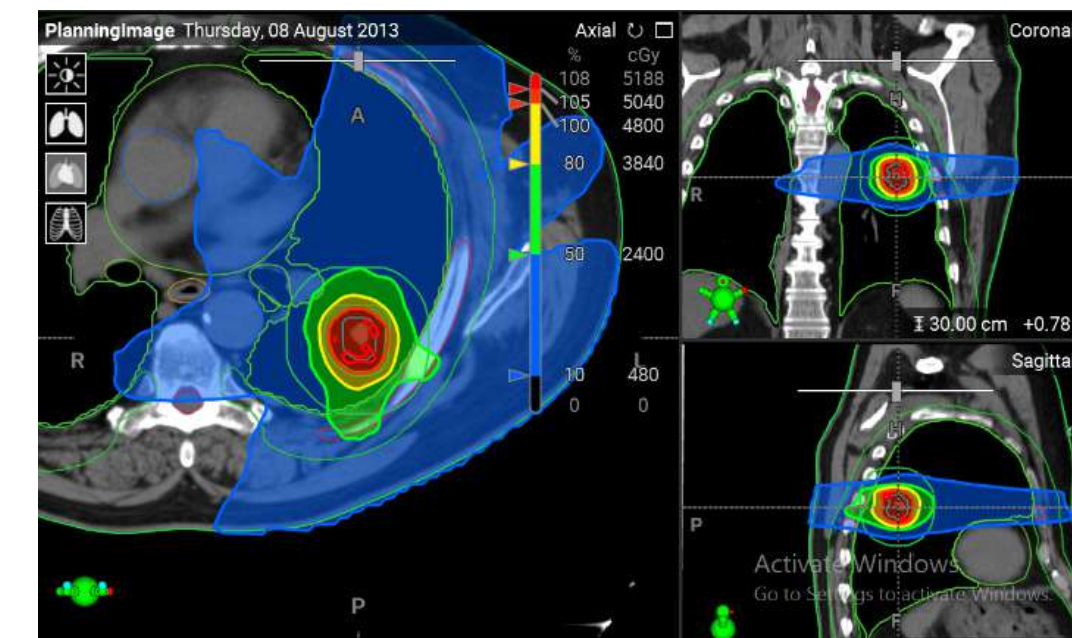 PlanningImage Thursday, 08 August 2013
Axial
% cGy
108 5188
105 5040
100 4800
80 3840
50 2400
10 480
0 0
A
R
L
P
Corona
H
R
F
30.00 cm +0.78
Sagitta
H
P
F
Activate Windows
Go to Settings to activate Windows.